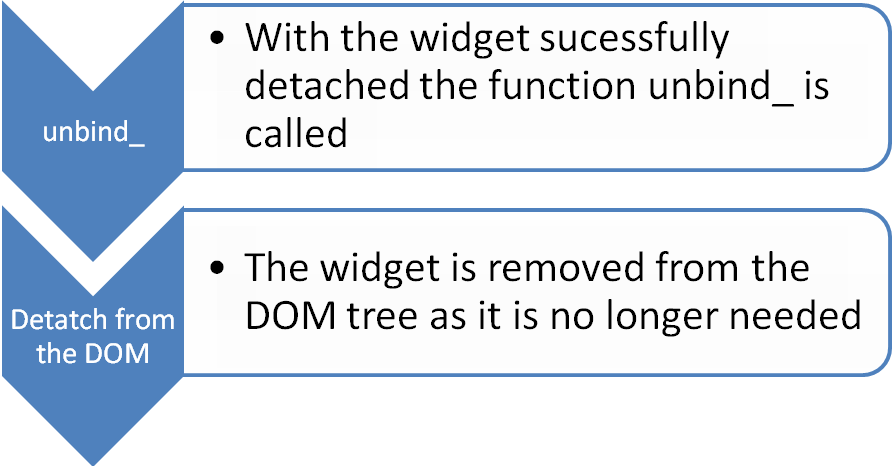 unbind_
• With the widget sucessfully
detached the function unbind_ is
called
Detatch from
the DOM
• The widget is removed from the
DOM tree as it is no longer needed